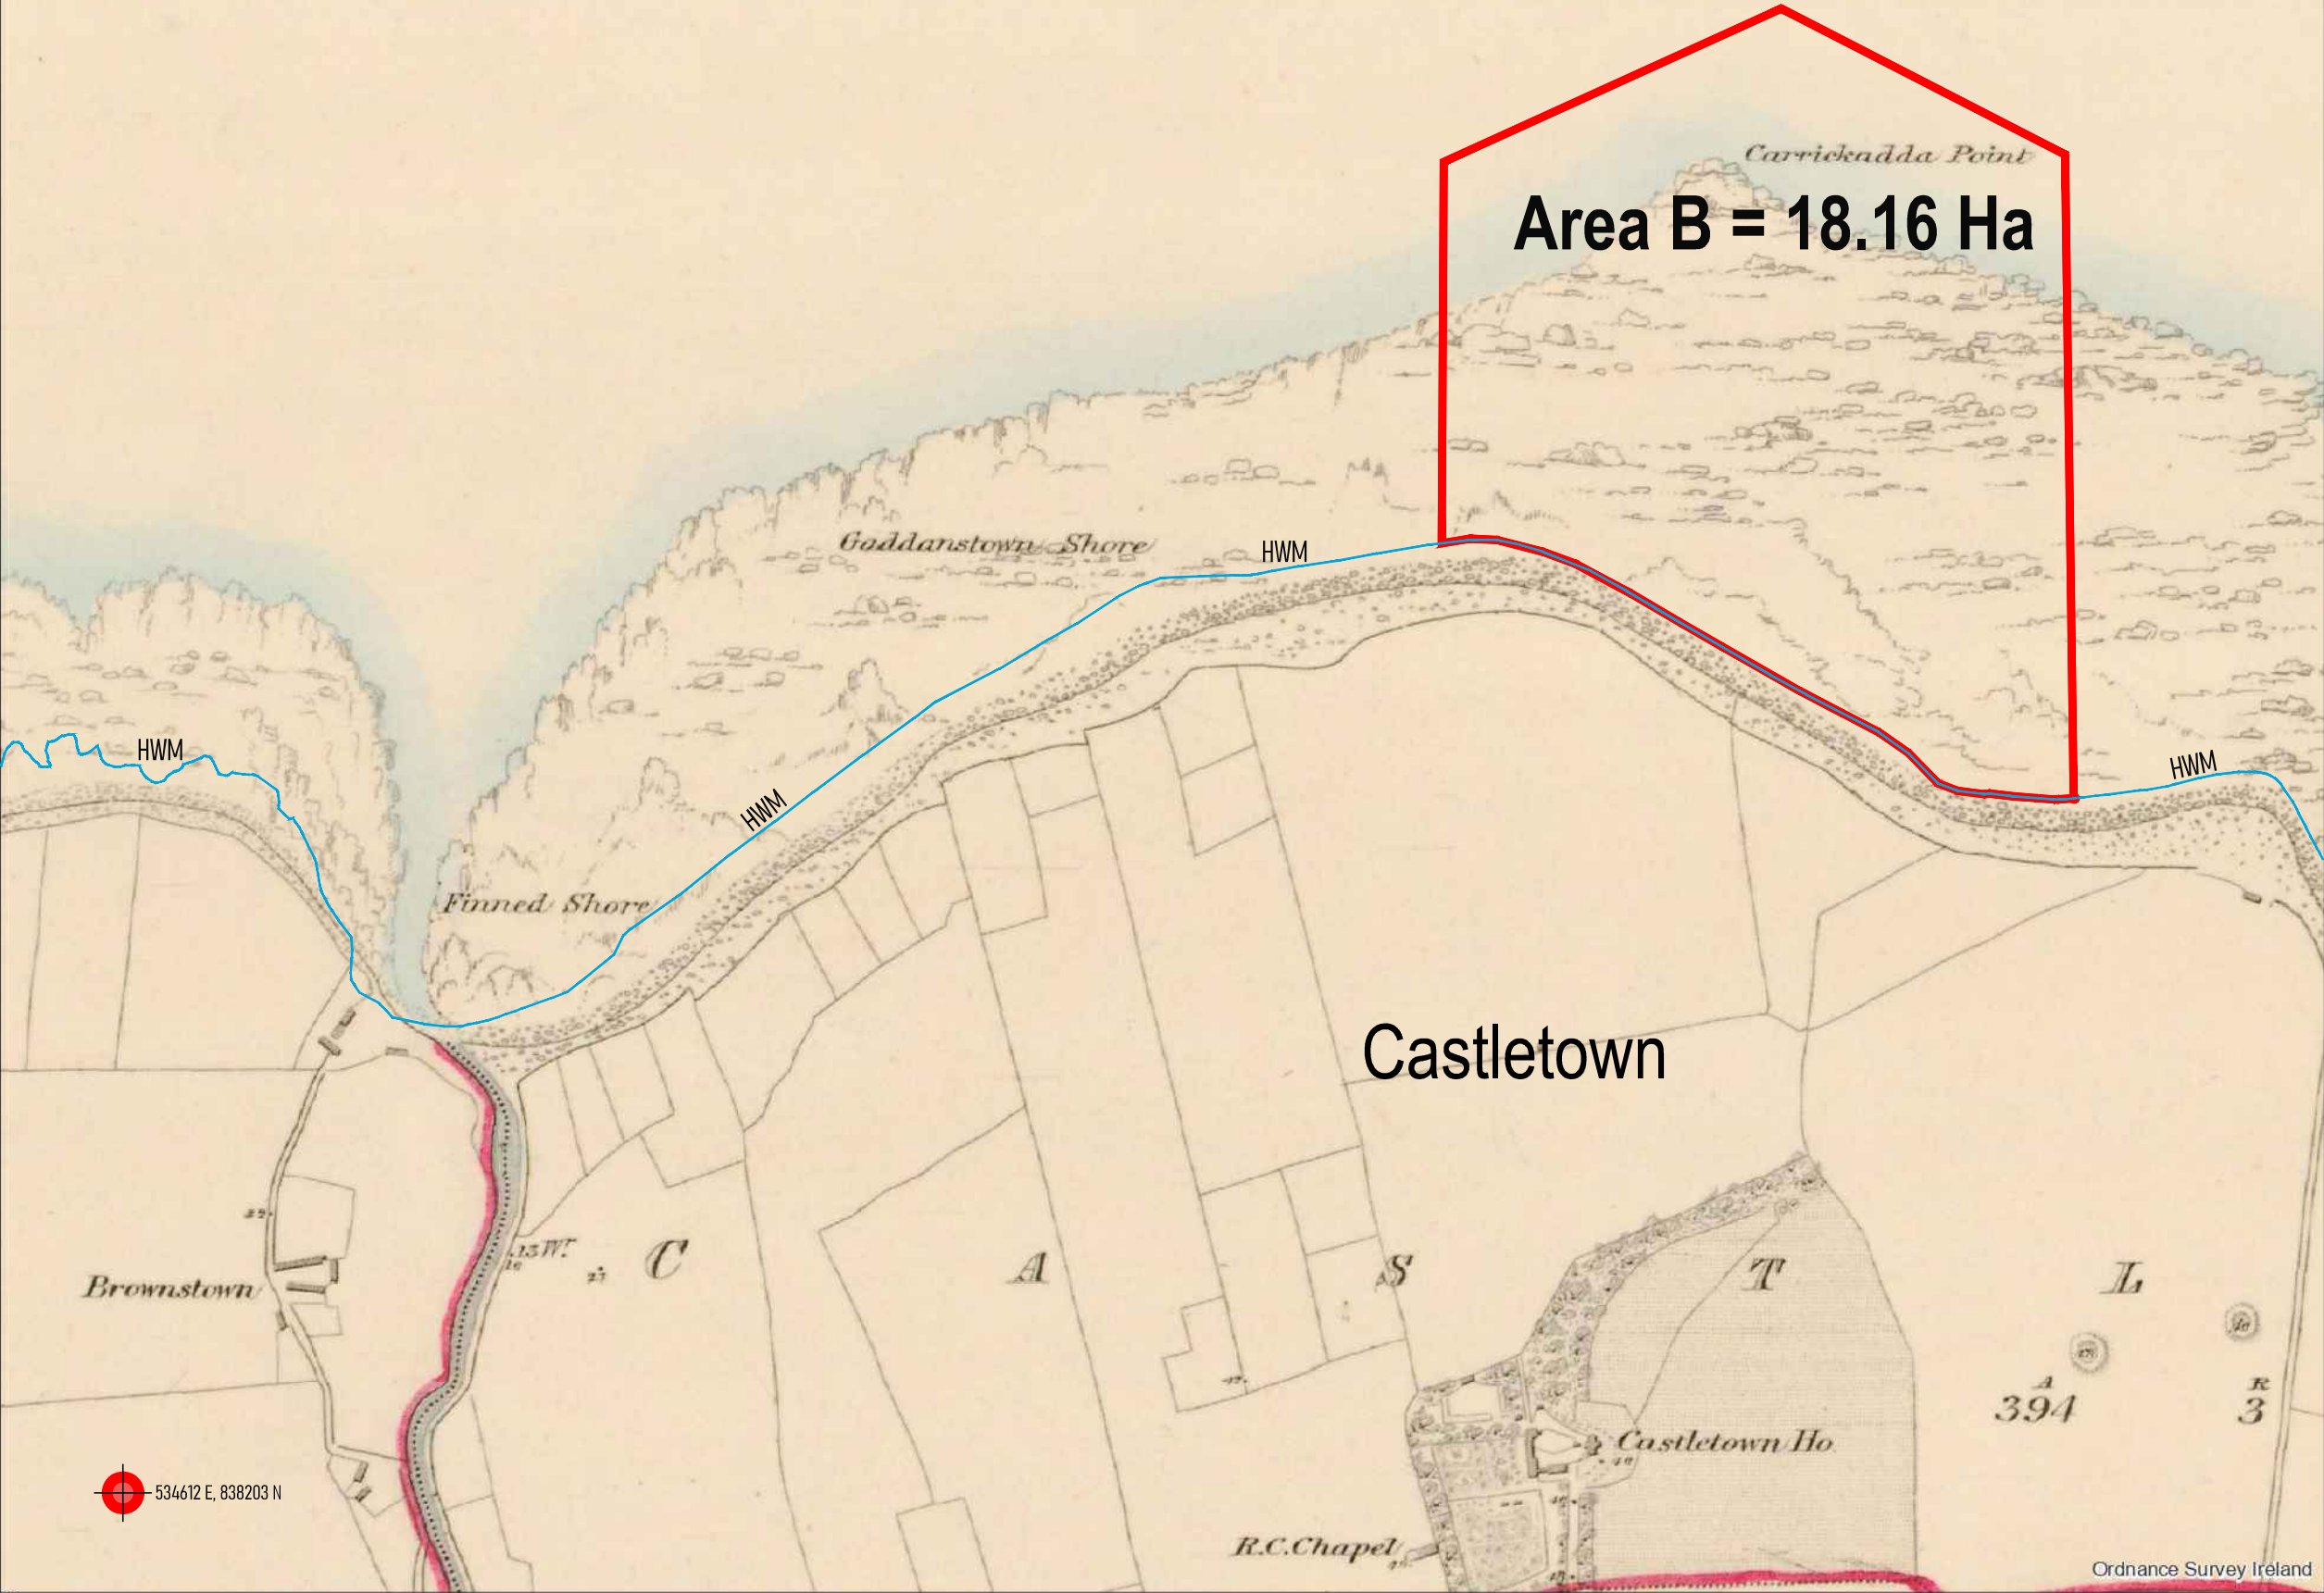 Carrickadda Point
Area B = 18.16 Ha
Gaddanstown Shore
HWM
HWM
HWM
HWM
Finned Shore
Castletown
Brownstown
C A S T L
A R
394 3
Castletown Ho.
534612 E, 838203 N
R.C.Chapel
Ordnance Survey Ireland